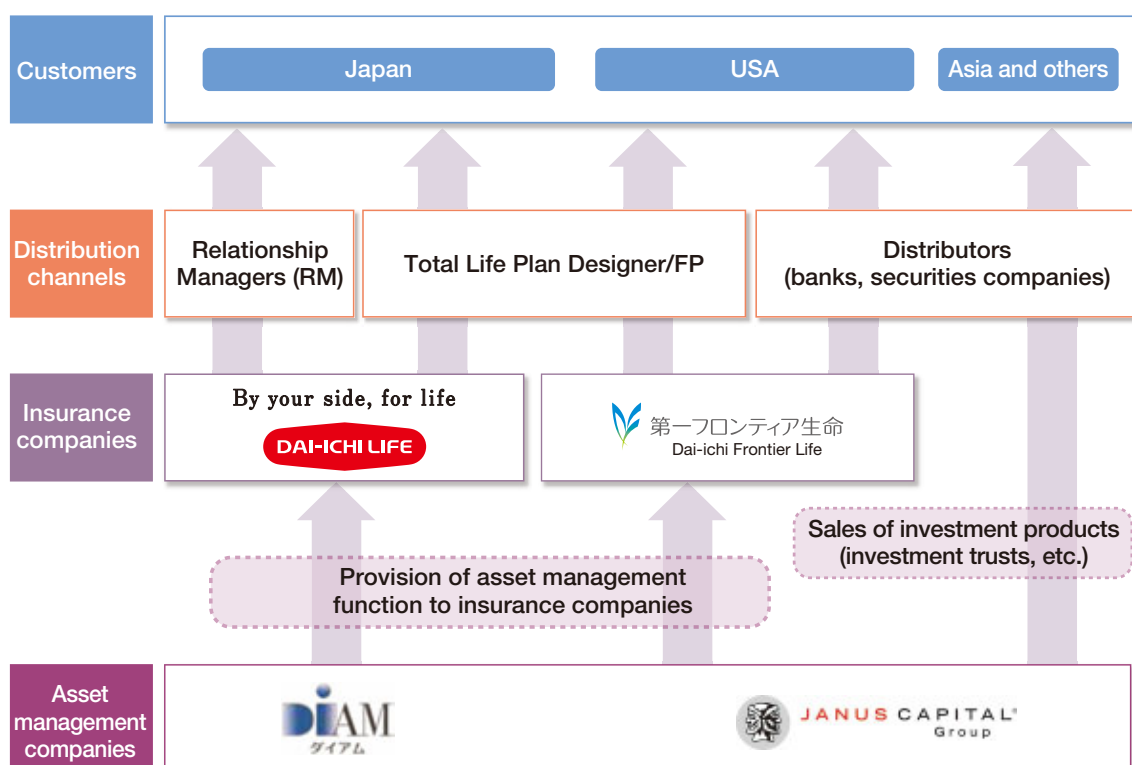 Customers
Japan
USA
Asia and others
Distribution
channels
Relationship
Managers (RM)
Total Life Plan Designer/FP
Distributors
(banks, securities companies)
Insurance
companies
By your side, for life
DAI-ICHI LIFE
第一フロンティア生命
Dai-ichi Frontier Life
Sales of investment products
(investment trusts, etc.)
Provision of asset management
function to insurance companies
Asset
management
companies
DIAM
ダイアム
JANUS CAPITAL
Group